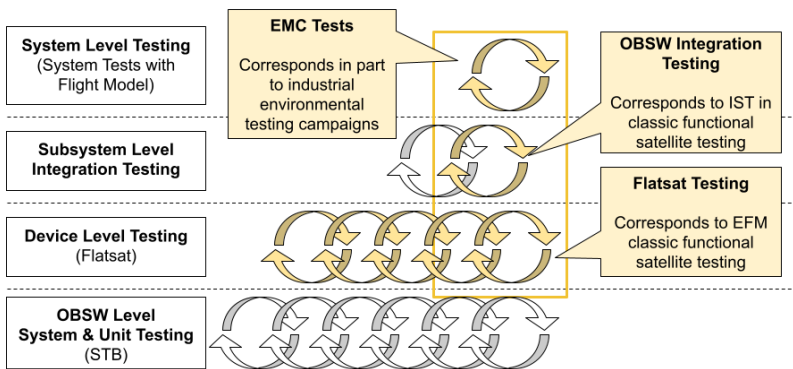 System Level Testing
(System Tests with
Flight Model)
EMC Tests
Corresponds in part
to industrial
environmental
testing campaigns
OBSW Integration
Testing
Corresponds to IST in
classic functional
satellite testing
Subsystem Level
Integration Testing
Flatsat Testing
Corresponds to EFM
classic functional
satellite testing
Device Level Testing
(Flatsat)
OBSW Level
System & Unit Testing
(STB)